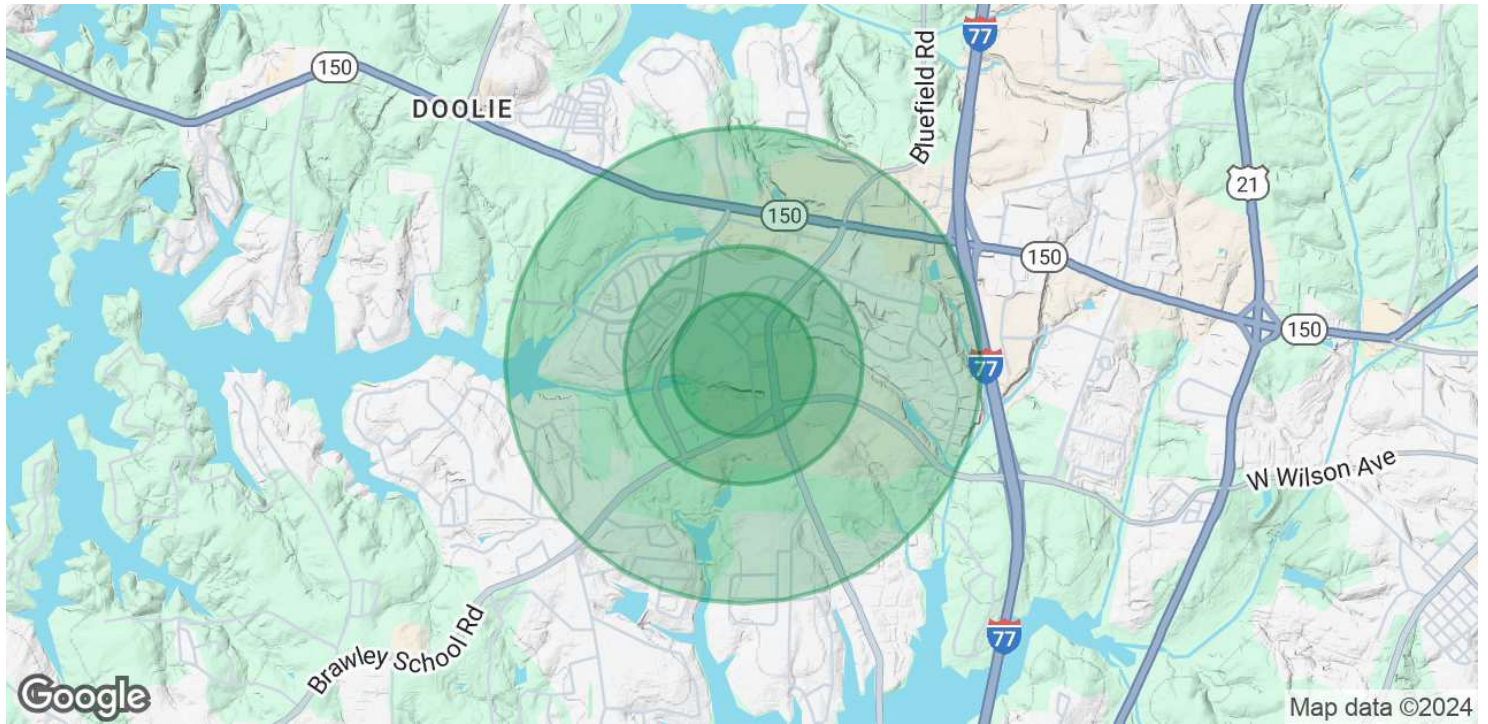 77
150
DOOLIE
Bluefield Rd
21
150
150
150
77
W Wilson Ave
Brawley School Rd
77
Google
Map data ©2024